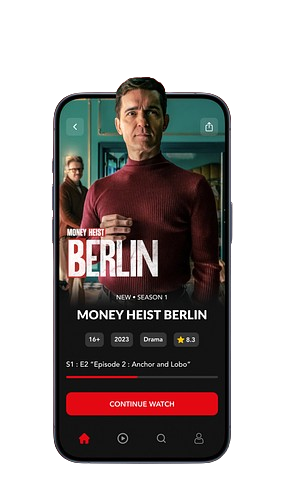 MONEY HEIST
BERLIN
NEW • SEASON 1
MONEY HEIST BERLIN
16+ 2023 Drama 8.3
S1 : E2 “Episode 2 : Anchor and Lobo”
CONTINUE WATCH